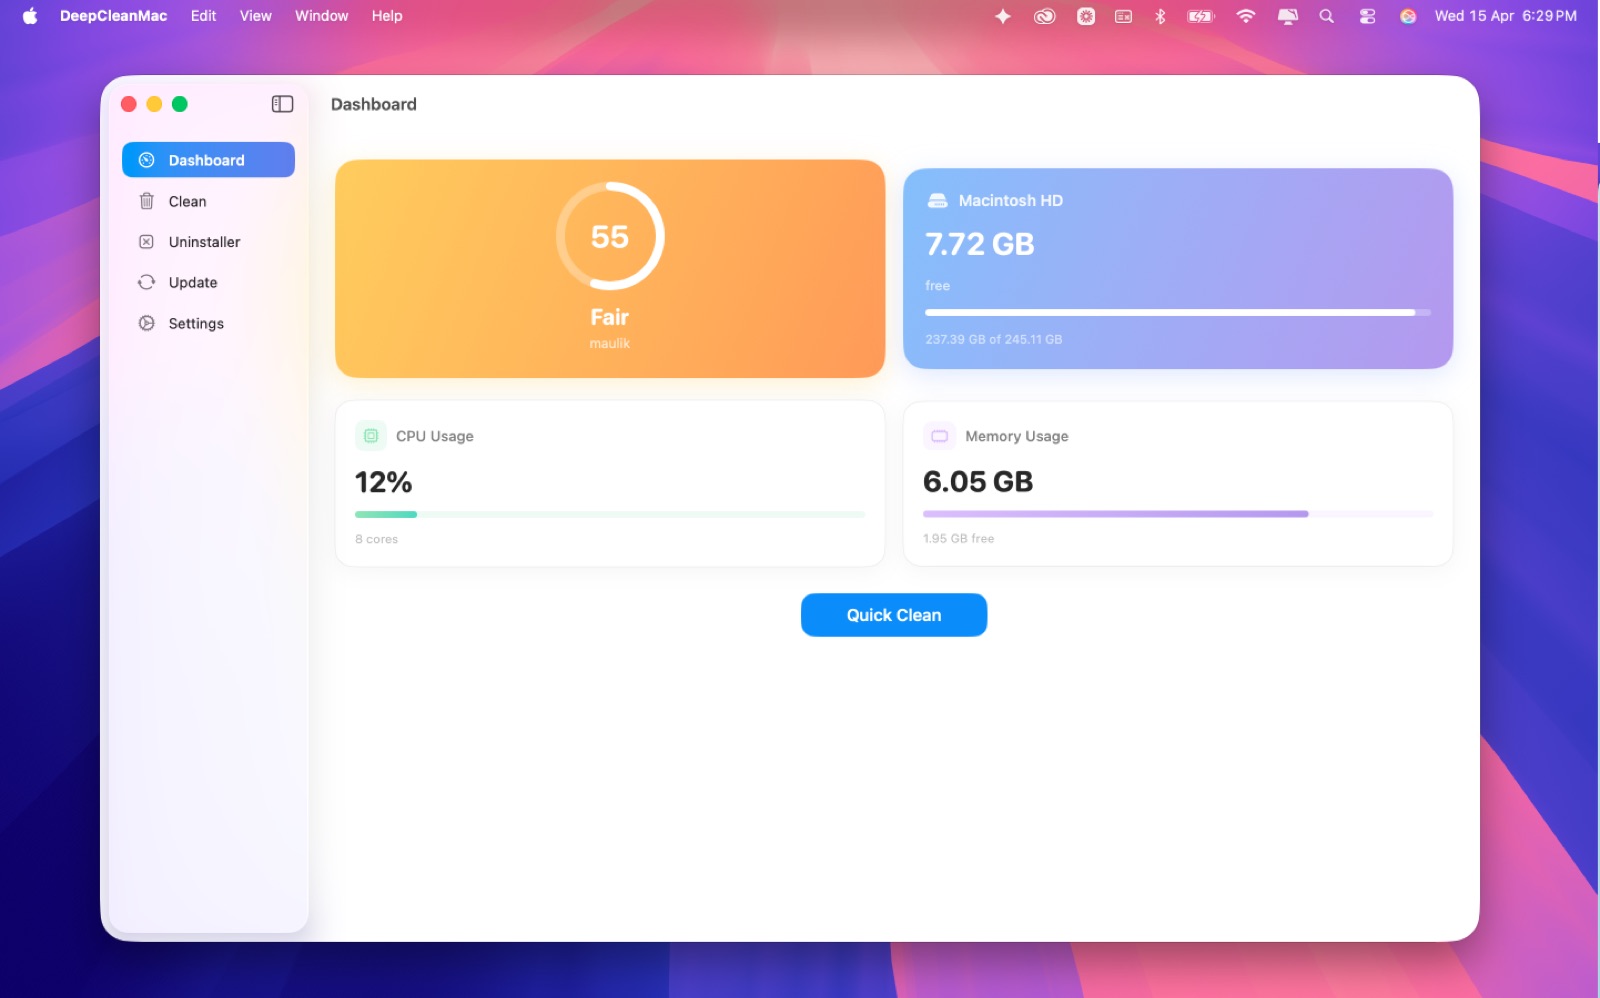 DeepCleanMac Edit View Window Help Wed 15 Apr 6:29 PM
Dashboard
Dashboard
Clean
Uninstaller
Update
Settings
55
Fair
maulik
Macintosh HD
7.72 GB
free
237.39 GB of 245.11 GB
CPU Usage
12%
8 cores
Memory Usage
6.05 GB
1.95 GB free
Quick Clean